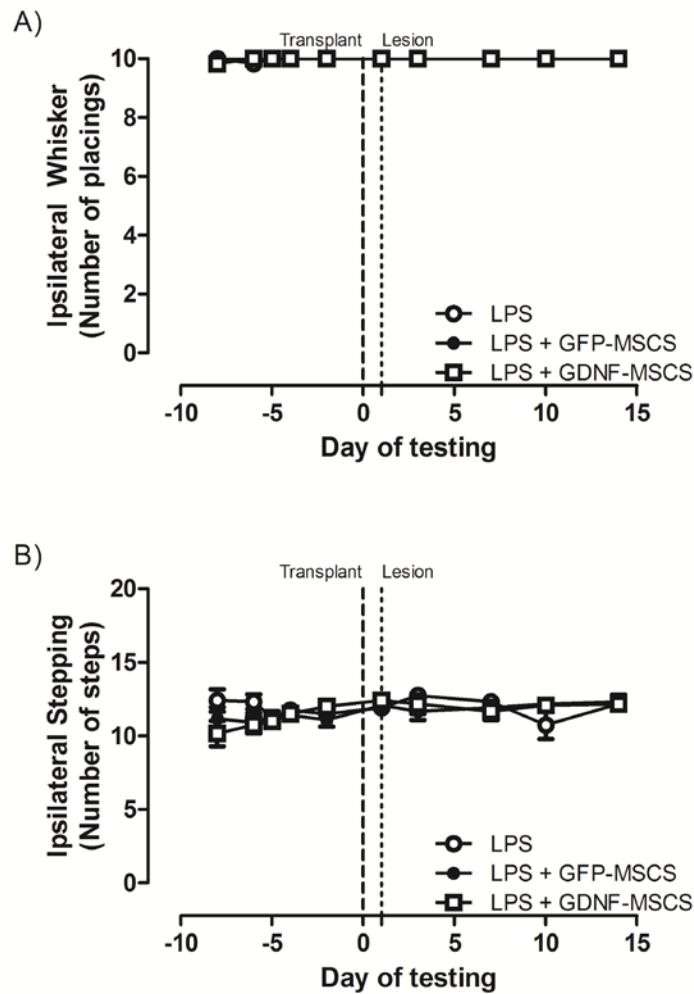 A)
Transplant Lesion
10
8
6
4
2
0
Ipsilateral Whisker
(Number of placings)
LPS
LPS + GFP-MSCS
LPS + GDNF-MSCS
-10 -5 0 5 10 15
Day of testing
B)
Transplant Lesion
20
15
10
5
0
Ipsilateral Stepping
(Number of steps)
LPS
LPS + GFP-MSCS
LPS + GDNF-MSCS
-10 -5 0 5 10 15
Day of testing